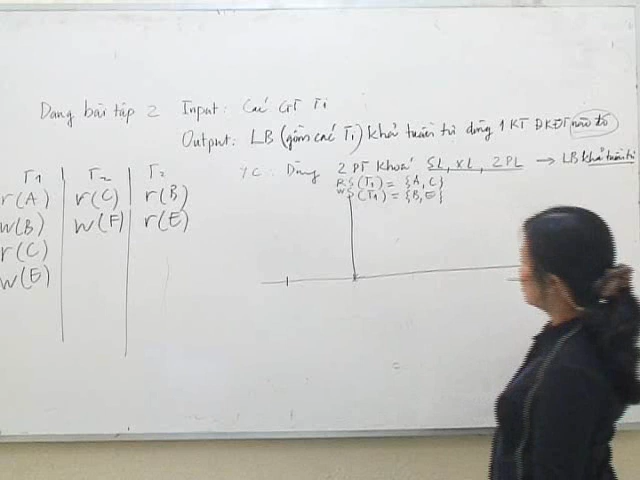 Dạng bài tập 2 Input: Các GT Ti
Output: LB (gồm các Ti) khả tuần tự dùng 1 KT ĐKĐT nào đó
YC: Dùng 2 PT khoá SL, XL, 2PL → LB khả tuần tự
RS(T1) = {A, C}
WS(T1) = {B, E}
T1 T2 T3
r(A) r(C) r(B)
w(B) w(F) r(E)
r(C)
w(E)